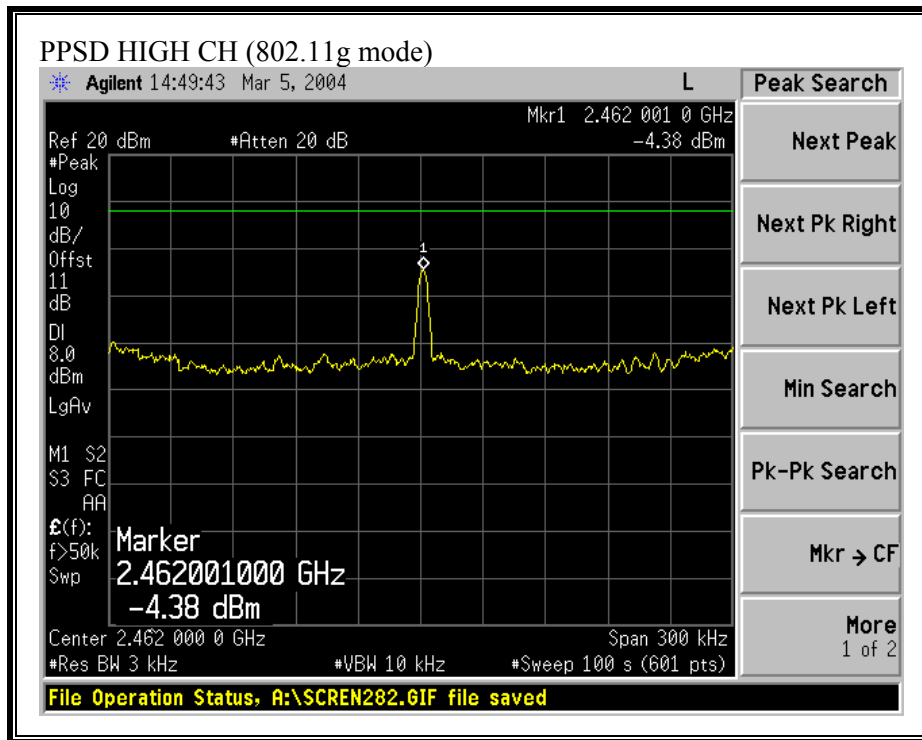 PPSD HIGH CH (802.11g mode)
Agilent 14:49:43 Mar 5, 2004 L
Peak Search
Mkr1 2.462 001 0 GHz
Ref 20 dBm #Atten 20 dB -4.38 dBm
#Peak
Log
10
dB/
Offst
11
dB
DI
8.0
dBm
LgAv
M1 S2
S3 FC
AA
£(f):
f>50k
Swp
1
Marker
2.462001000 GHz
-4.38 dBm
Center 2.462 000 0 GHz Span 300 kHz
#Res BW 3 kHz #VBW 10 kHz #Sweep 100 s (601 pts)
Next Peak
Next Pk Right
Next Pk Left
Min Search
Pk-Pk Search
Mkr → CF
More
1 of 2
File Operation Status, A:\SCREN282.GIF file saved